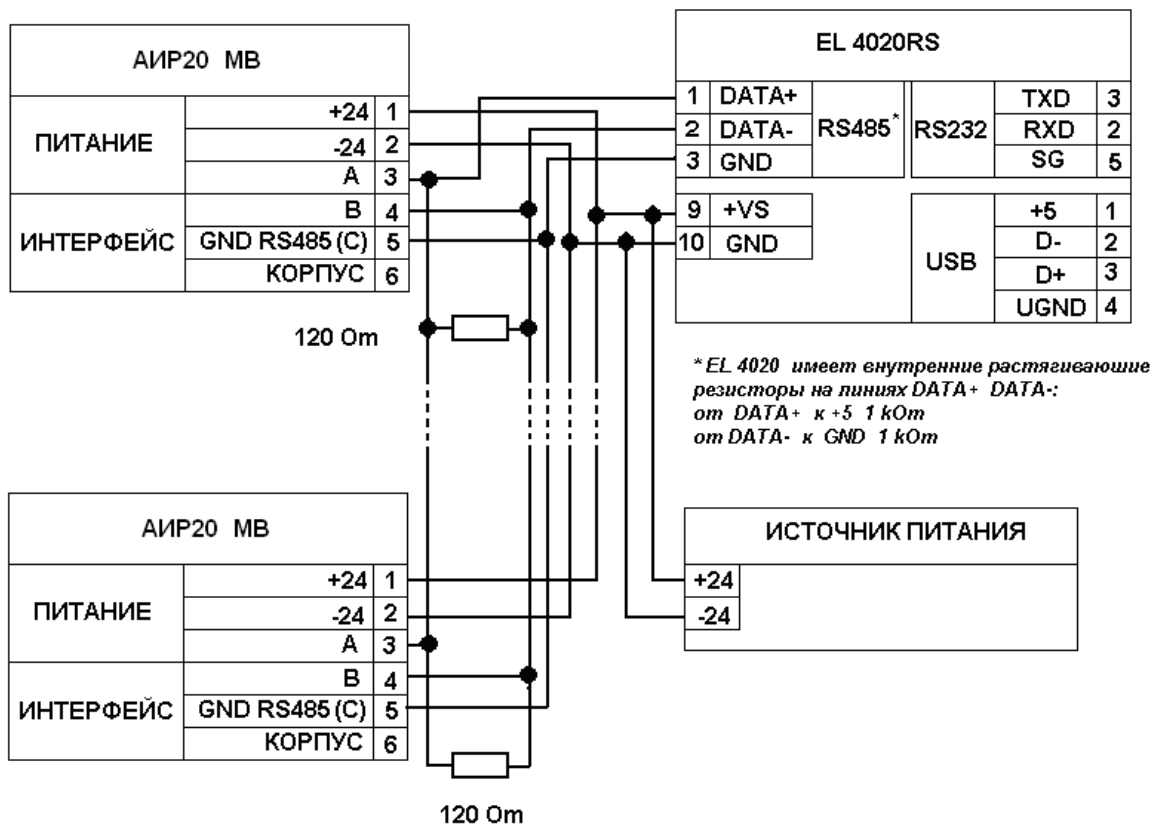 АИР20 МВ
ПИТАНИЕ
+24 1
-24 2
А 3
ИНТЕРФЕЙС
В 4
GND RS485 (C) 5
КОРПУС 6
EL 4020RS
1 DATA+
2 DATA-
3 GND
RS485*
RS232
TXD 3
RXD 2
SG 5
9 +VS
10 GND
USB
+5 1
D- 2
D+ 3
UGND 4
120 Om
* EL 4020 имеет внутренние растягиваюшие
резисторы на линиях DATA+ DATA-:
от DATA+ к +5 1 kOm
от DATA- к GND 1 kOm
АИР20 МВ
ПИТАНИЕ
+24 1
-24 2
А 3
ИНТЕРФЕЙС
В 4
GND RS485 (C) 5
КОРПУС 6
ИСТОЧНИК ПИТАНИЯ
+24
-24
120 Om